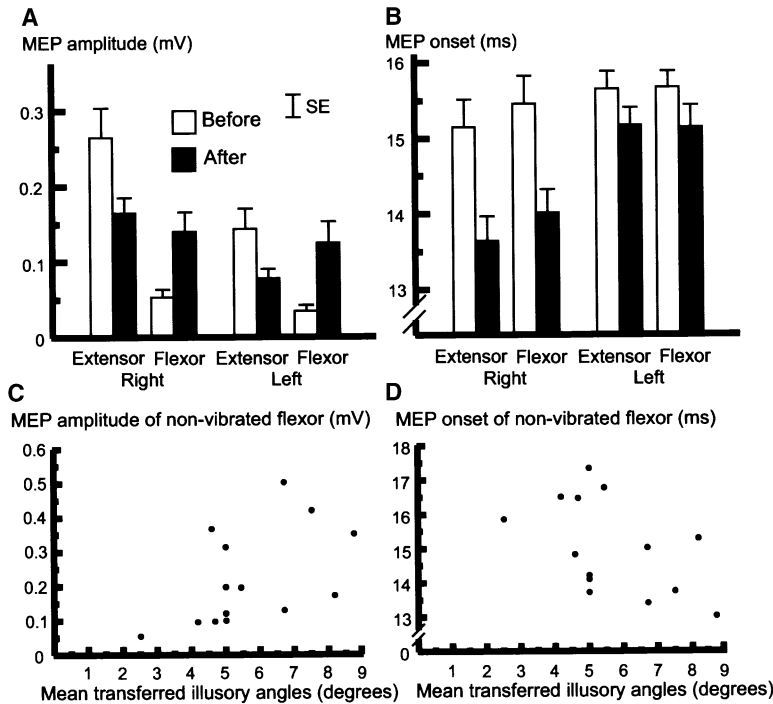 A
MEP amplitude (mV)
0.3
0.2
0.1
0
Before
After
SE
Extensor Flexor Extensor Flexor
Right Left
B
MEP onset (ms)
16
15
14
13
Extensor Flexor Extensor Flexor
Right Left
C
MEP amplitude of non-vibrated flexor (mV)
0.6
0.5
0.4
0.3
0.2
0.1
0
1 2 3 4 5 6 7 8 9
Mean transferred illusory angles (degrees)
D
MEP onset of non-vibrated flexor (ms)
18
17
16
15
14
13
0
1 2 3 4 5 6 7 8 9
Mean transferred illusory angles (degrees)